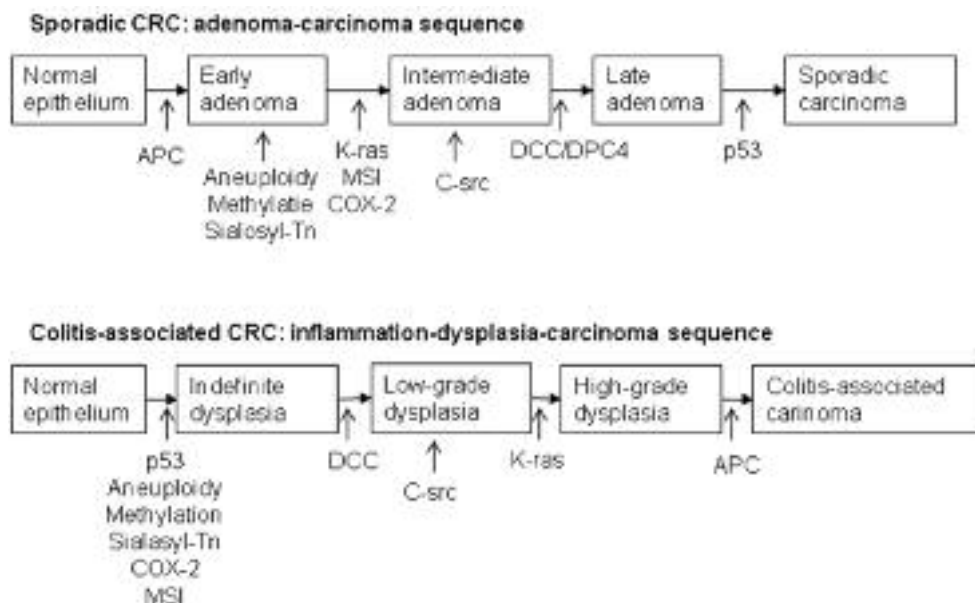 Sporadic CRC: adenoma-carcinoma sequence
Normal
epithelium
Early
adenoma
Intermediate
adenoma
Late
adenoma
Sporadic
carcinoma
APC
Aneuploidy
Methylatie
Sialosyl-Tn
K-ras
MSI
COX-2
C-src
DCC/DPC4
p53
Colitis-associated CRC: inflammation-dysplasia-carcinoma sequence
Normal
epithelium
Indefinite
dysplasia
Low-grade
dysplasia
High-grade
dysplasia
Colitis-associated
carinoma
p53
Aneuploidy
Methylation
Sialasyl-Tn
COX-2
MSI
DCC
C-src
K-ras
APC